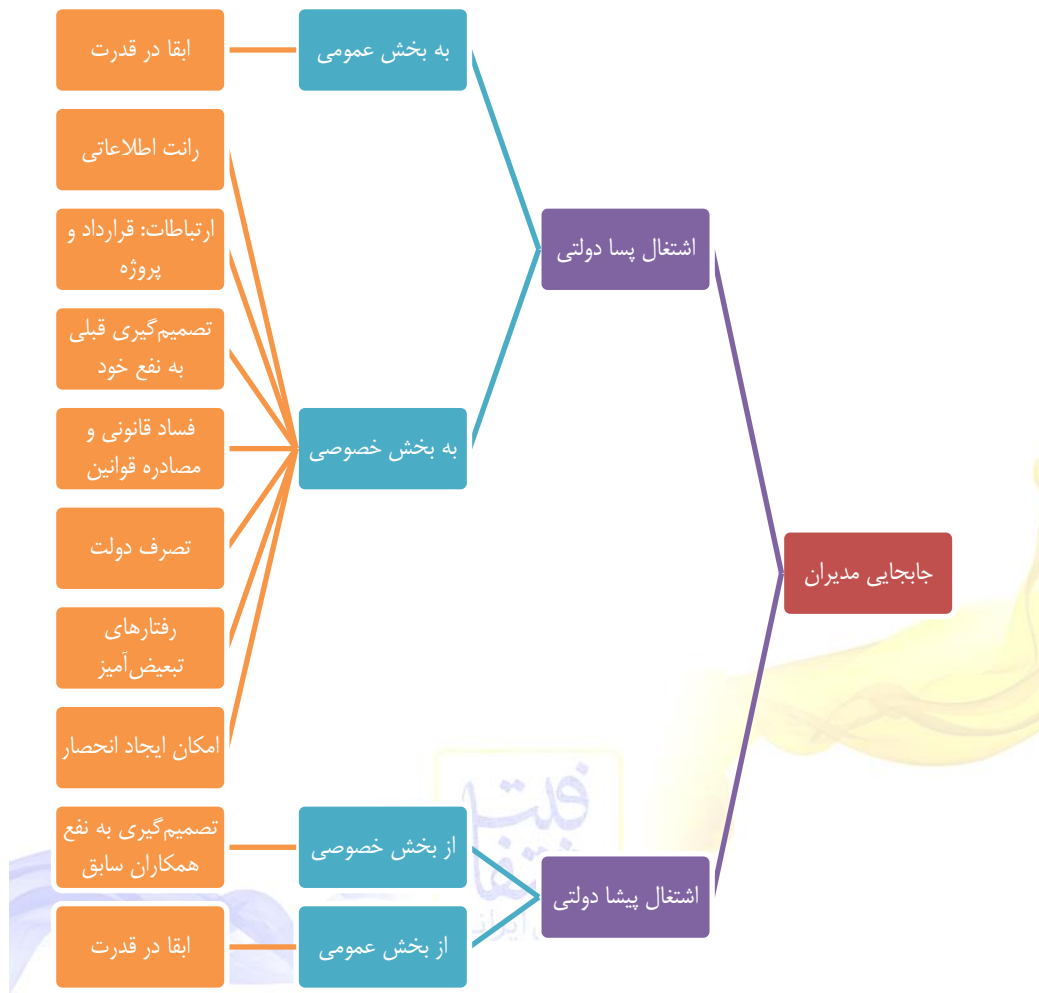 جابجایی مدیران
اشتغال پسا دولتی
به بخش عمومی
ابقا در قدرت
به بخش خصوصی
رانت اطلاعاتی
ارتباطات: قرارداد و
پروژه
تصمیم‌گیری قبلی
به نفع خود
فساد قانونی و
مصادره قوانین
تصرف دولت
رفتارهای
تبعیض‌آمیز
امکان ایجاد انحصار
اشتغال پیشا دولتی
از بخش خصوصی
تصمیم‌گیری به نفع
همکاران سابق
از بخش عمومی
ابقا در قدرت